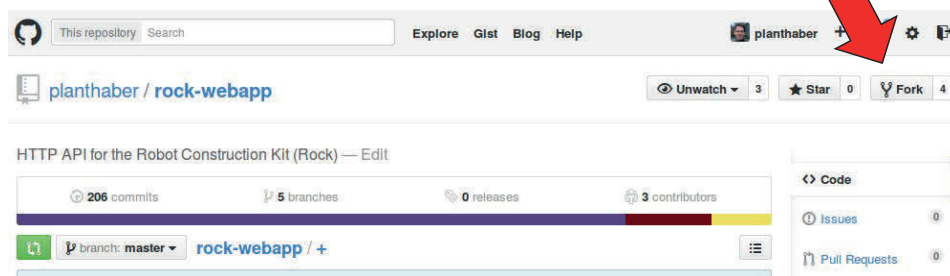 This repository Search Explore Gist Blog Help planthaber +
planthaber / rock-webapp Unwatch 3 Star 0 Fork 4
HTTP API for the Robot Construction Kit (Rock) — Edit
206 commits 5 branches 0 releases 3 contributors
<> Code
Issues 0
branch: master rock-webapp / +
Pull Requests 0